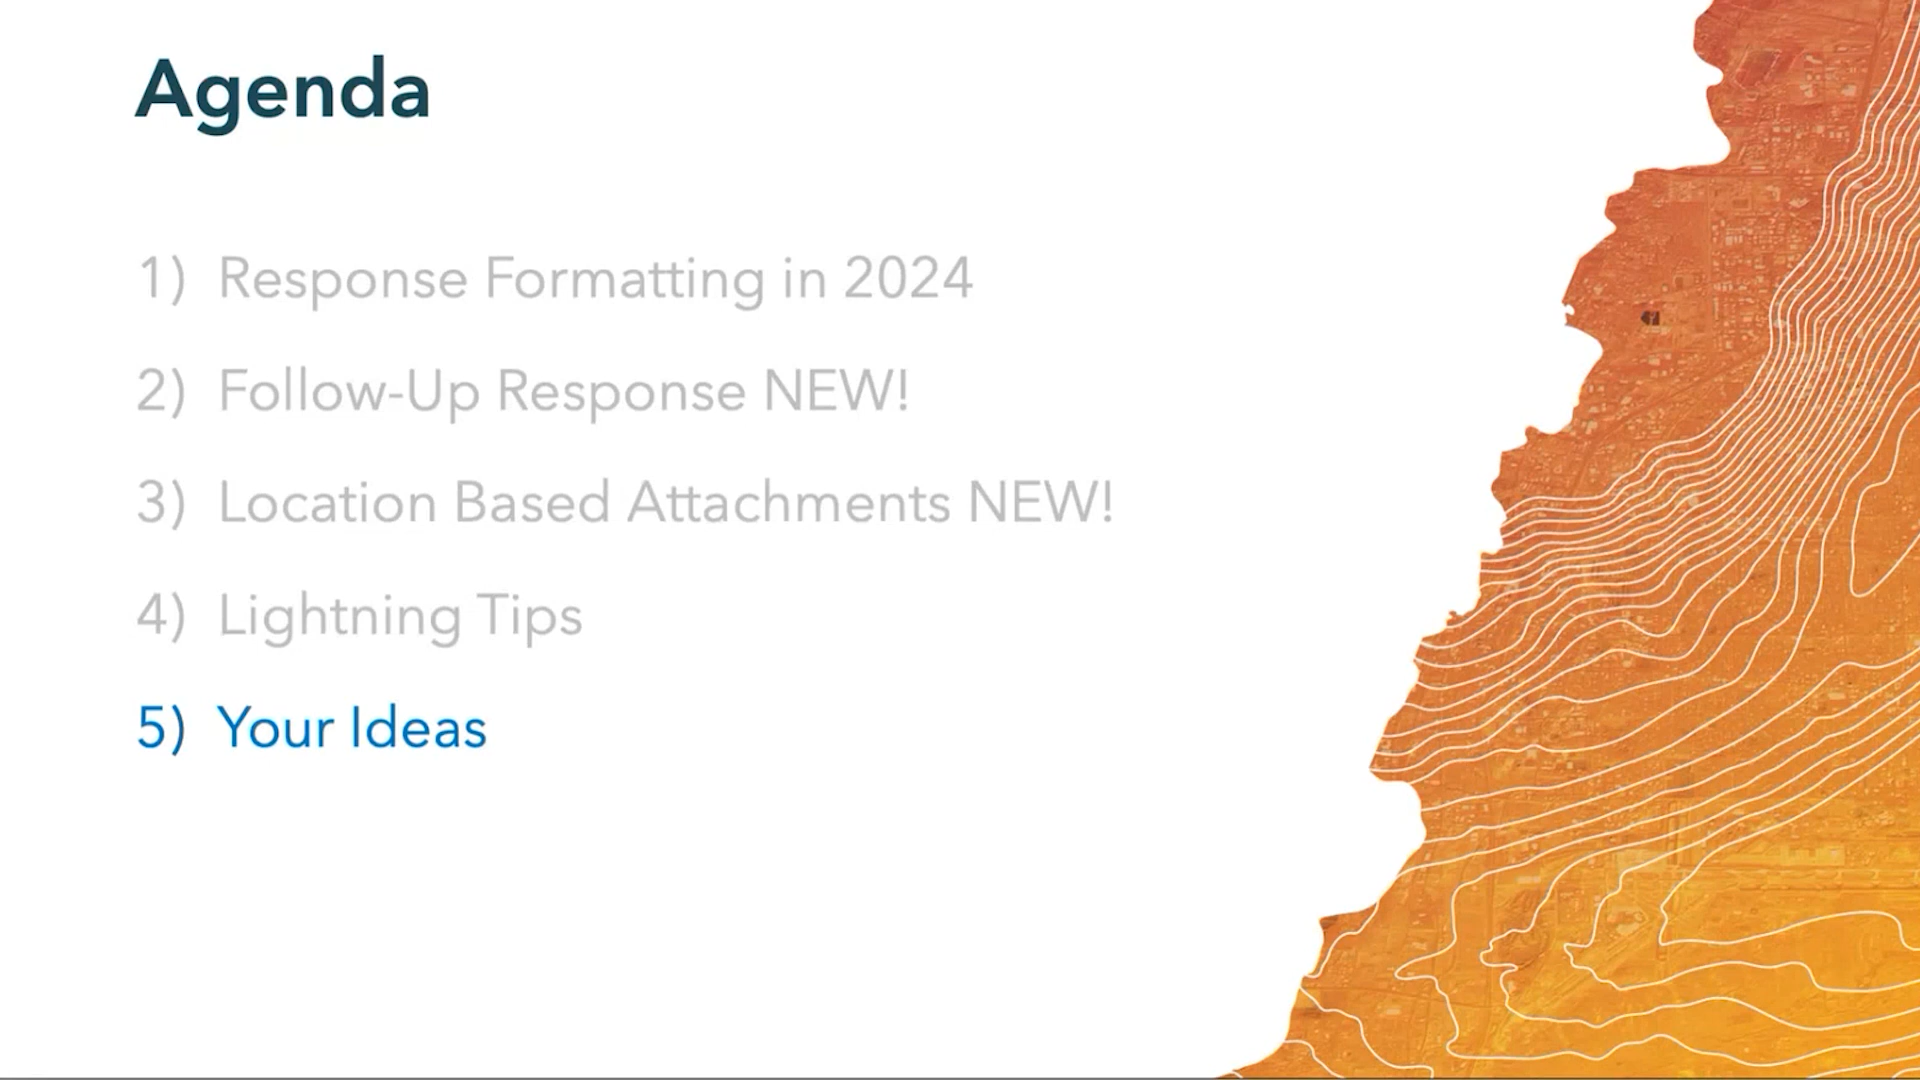 Agenda
1) Response Formatting in 2024
2) Follow-Up Response NEW!
3) Location Based Attachments NEW!
4) Lightning Tips
5) Your Ideas